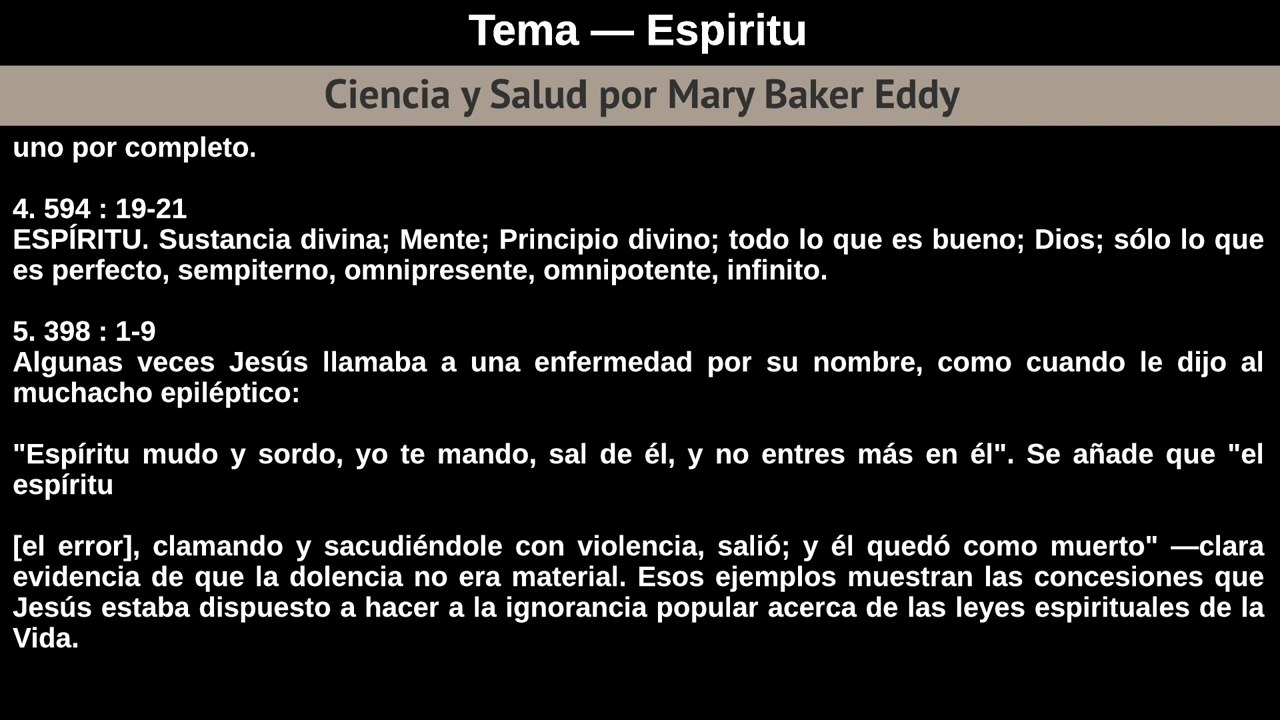 Tema — Espiritu
Ciencia y Salud por Mary Baker Eddy
uno por completo.
4. 594 : 19-21
ESPÍRITU. Sustancia divina; Mente; Principio divino; todo lo que es bueno; Dios; sólo lo que
es perfecto, sempiterno, omnipresente, omnipotente, infinito.
5. 398 : 1-9
Algunas veces Jesús llamaba a una enfermedad por su nombre, como cuando le dijo al
muchacho epiléptico:
"Espíritu mudo y sordo, yo te mando, sal de él, y no entres más en él". Se añade que "el
espíritu
[el error], clamando y sacudiéndole con violencia, salió; y él quedó como muerto" —clara
evidencia de que la dolencia no era material. Esos ejemplos muestran las concesiones que
Jesús estaba dispuesto a hacer a la ignorancia popular acerca de las leyes espirituales de la
Vida.